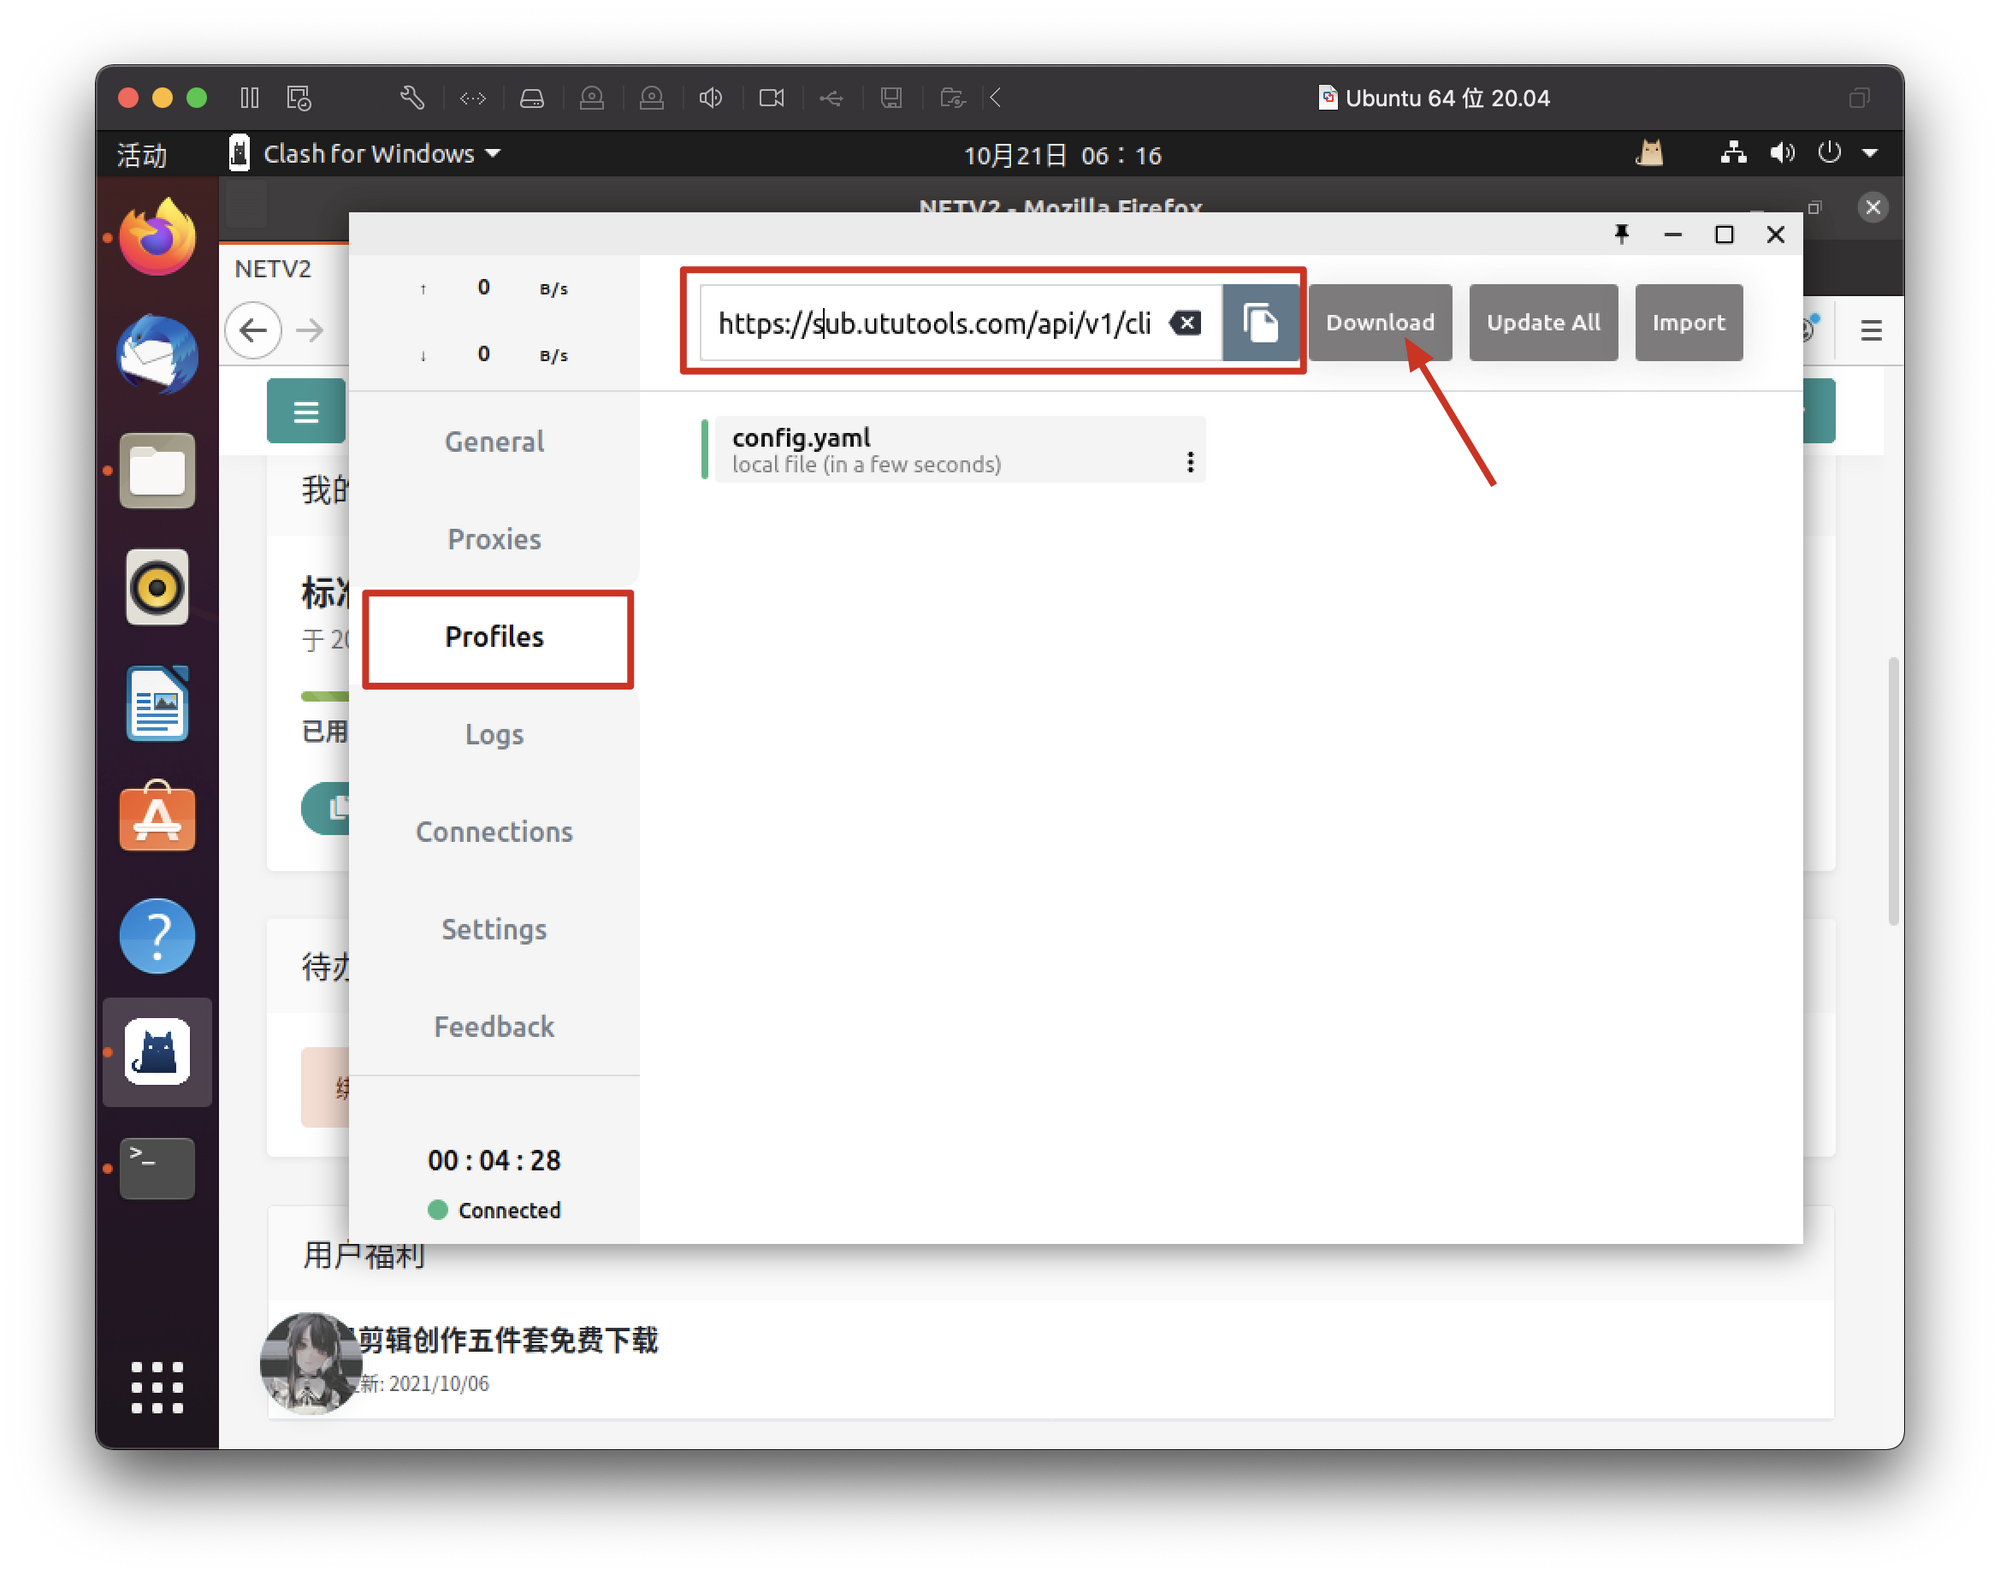 Ubuntu 64 位 20.04
活动
Clash for Windows
10月21日 06：16
NETV2 - Mozilla Firefox
NETV2
↑ 0 B/s
↓ 0 B/s
https://sub.ututools.com/api/v1/cli
Download
Update All
Import
General
Proxies
Profiles
Logs
Connections
Settings
Feedback
00 : 04 : 28
Connected
config.yaml
local file (in a few seconds)
我的
标准
于 20
已用
待办
用户福利
剪辑创作五件套免费下载
新: 2021/10/06